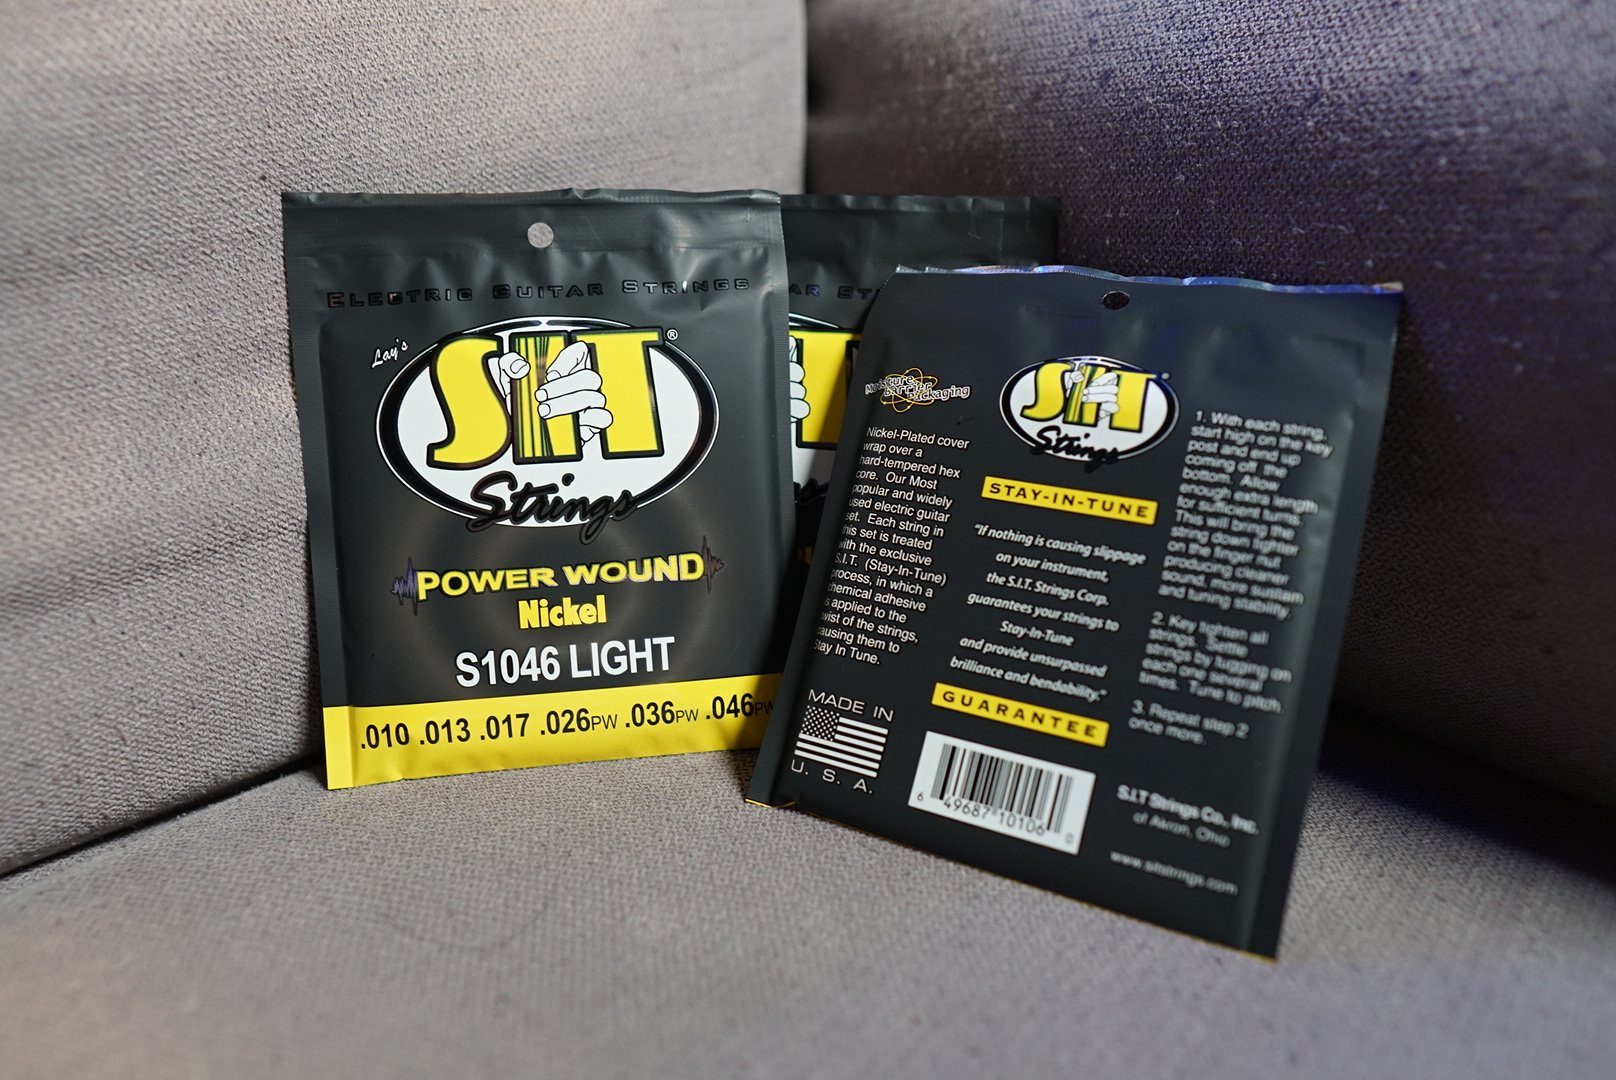 ELECTRIC GUITAR STRINGS
Lay's
SIT®
Strings
POWER WOUND
Nickel
S1046 LIGHT
.010 .013 .017 .026PW .036PW .046PW
AR ST
Moisture
Barrier
Packaging
Nickel-Plated cover
wrap over a
hard-tempered hex
core. Our Most
popular and widely
used electric guitar
set. Each string in
this set is treated
with the exclusive
S.I.T. (Stay-In-Tune)
process, in which a
chemical adhesive
is applied to the
twist of the strings,
causing them to
Stay In Tune.
MADE IN
U. S. A.
SIT
Strings
STAY-IN-TUNE
"If nothing is causing slippage
on your instrument,
the S.I.T. Strings Corp.
guarantees your strings to
Stay-In-Tune
and provide unsurpassed
brilliance and bendability."
GUARANTEE
6 49687 10106 0
1. With each string,
start high on the key
post and end up
coming off the
bottom. Allow
enough extra length
for sufficient turns.
This will bring the
string down tighter
on the finger nut
producing cleaner
sound, more sustain
and tuning stability.
2. Key tighten all
strings. Settle
strings by tugging on
each one several
times. Tune to pitch.
3. Repeat step 2
once more.
S.I.T Strings Co., Inc.
of Akron, Ohio
www.sitstrings.com